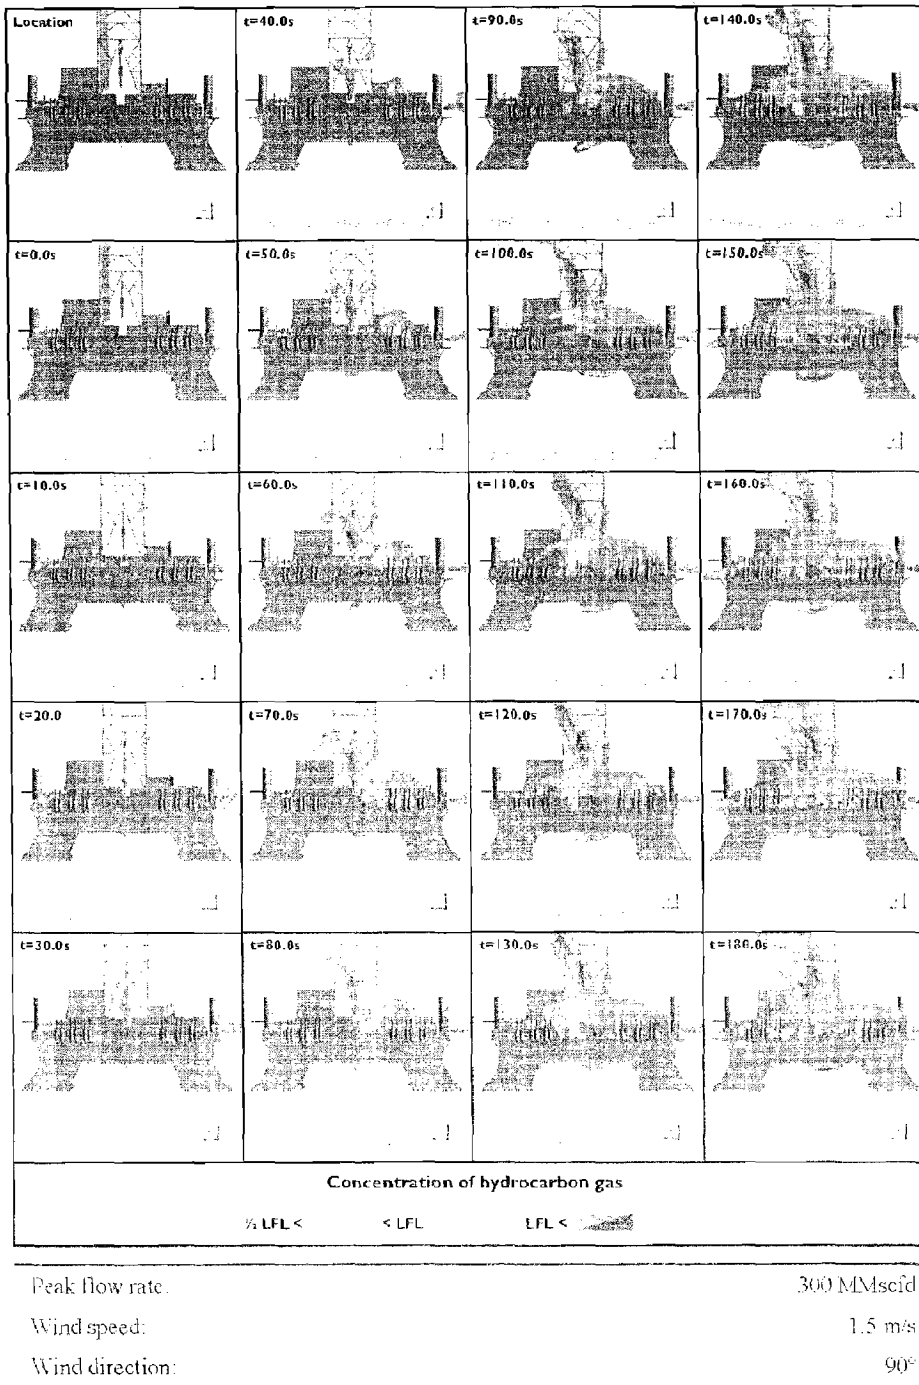 Location
t=40.0s
t=90.0s
t=140.0s
t=0.0s
t=50.0s
t=100.0s
t=150.0s
t=10.0s
t=60.0s
t=110.0s
t=160.0s
t=20.0
t=70.0s
t=120.0s
t=170.0s
t=30.0s
t=80.0s
t=130.0s
t=180.0s
Concentration of hydrocarbon gas
½ LFL < < LFL LFL <
Peak flow rate: 300 MMscfd
Wind speed: 1.5 m/s
Wind direction: 90°